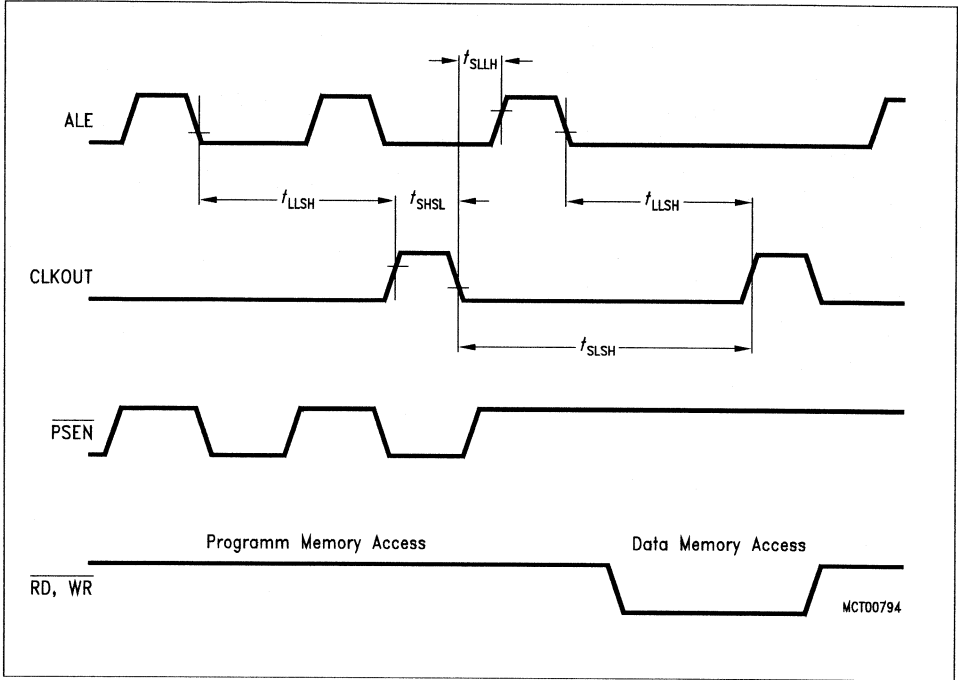 tSLLH
ALE
tLLSH
tSHSL
tLLSH
CLKOUT
tSLSH
PSEN
Programm Memory Access
Data Memory Access
RD, WR
MCT00794